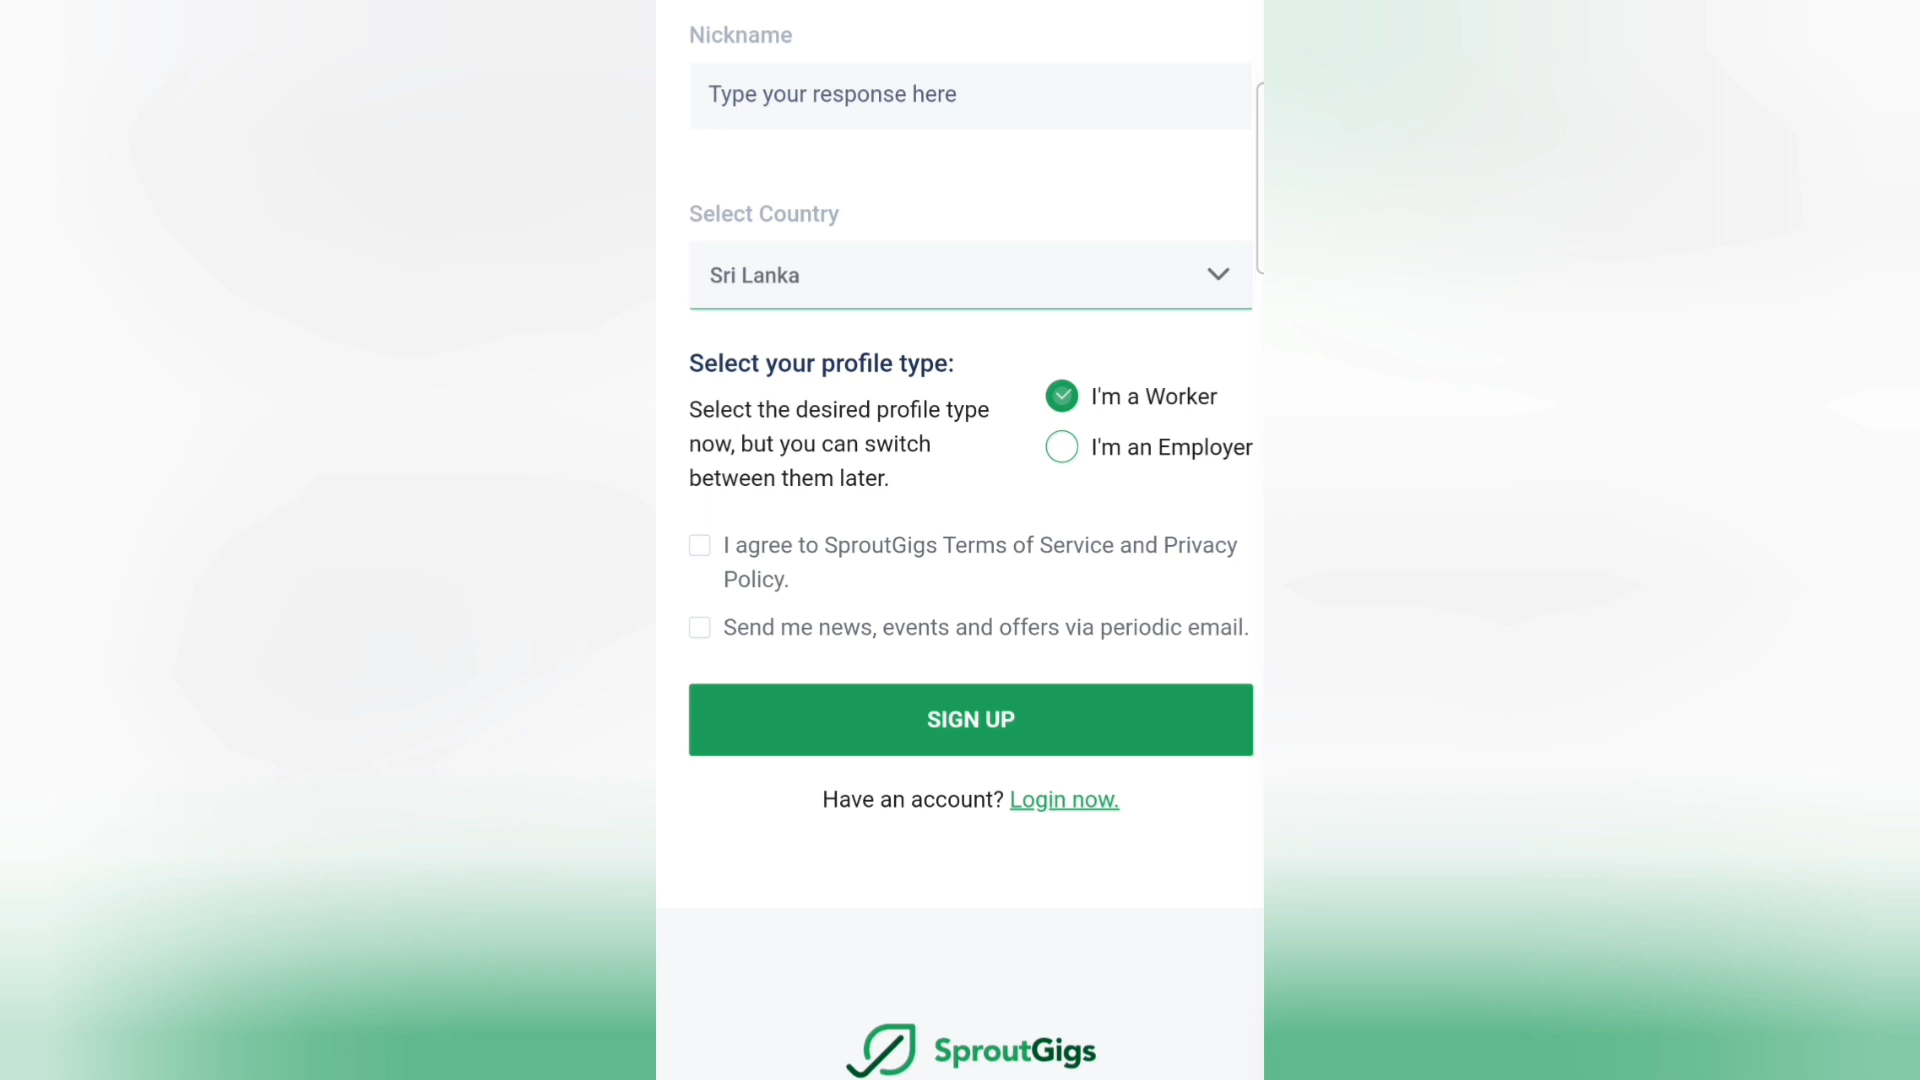 Nickname
Type your response here
Select Country
Sri Lanka
Select your profile type:
Select the desired profile type
now, but you can switch
between them later.
I'm a Worker
I'm an Employer
I agree to SproutGigs Terms of Service and Privacy
Policy.
Send me news, events and offers via periodic email.
SIGN UP
Have an account? Login now.
SproutGigs